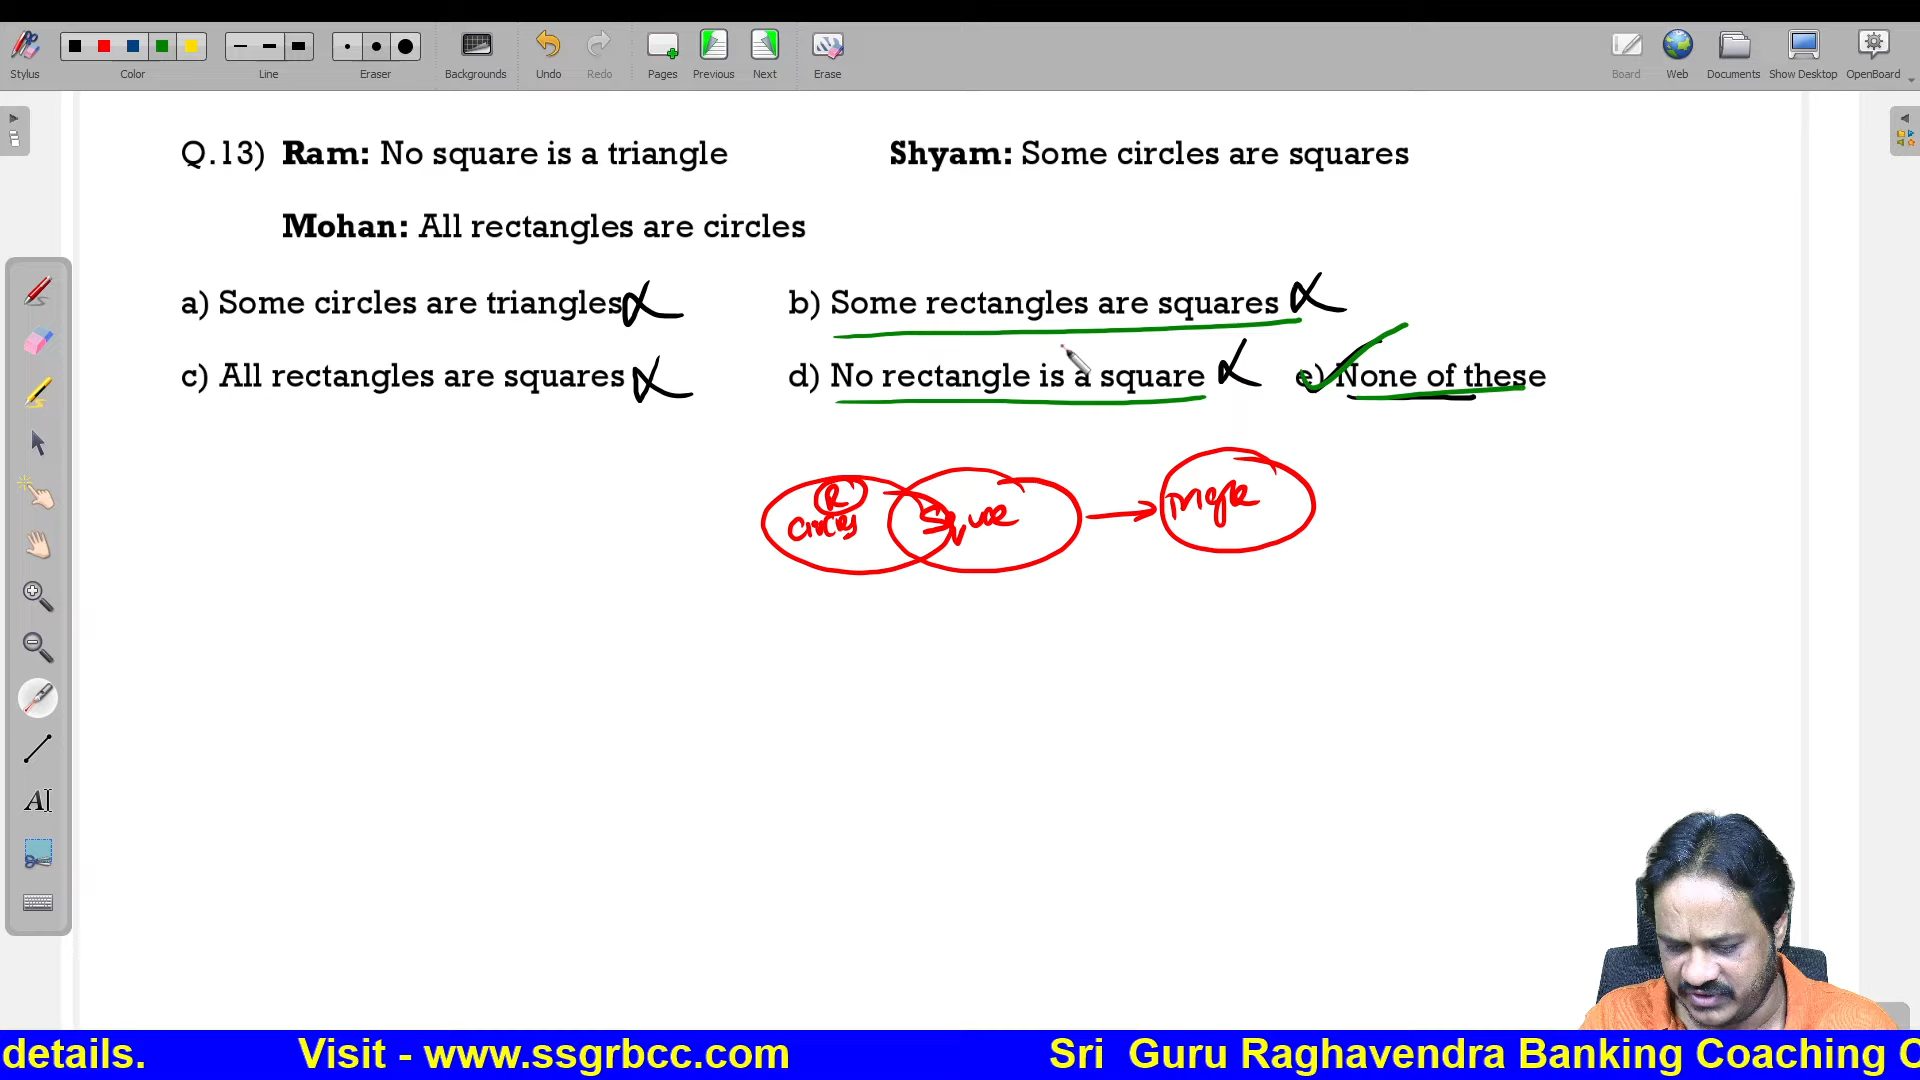 Stylus Color Line Eraser Backgrounds Undo Redo Pages Previous Next Erase Board Web Documents Show Desktop OpenBoard
Q.13) Ram: No square is a triangle Shyam: Some circles are squares
Mohan: All rectangles are circles
a) Some circles are triangles b) Some rectangles are squares
c) All rectangles are squares d) No rectangle is a square e) None of these
R
circles Square Triangle
details. Visit - www.ssgrbcc.com Sri Guru Raghavendra Banking Coaching C